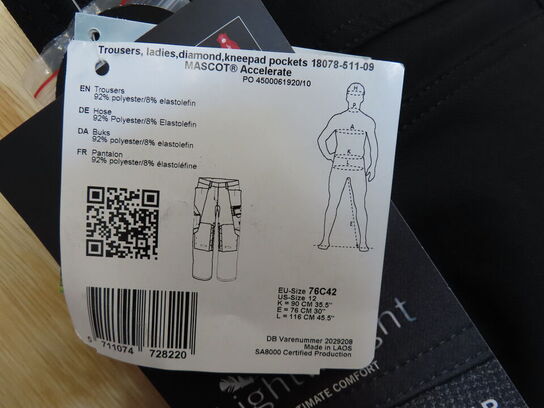 Trousers, ladies,diamond,kneepad pockets 18078-511-09
MASCOT® Accelerate
PO 4500061920/10
EN Trousers
92% polyester/8% elastolefin
DE Hose
92% Polyester/8% Elastolefin
DA Buks
92% polyester/8% elastolefin
FR Pantalon
92% polyester/8% élastoléfine
H
A
K
L
E
EU-Size 76C42
US-Size 12
K = 90 CM 35.5"
E = 76 CM 30"
L = 116 CM 45.5"
DB Varenummer 2029208
Made in LAOS
SA8000 Certified Production
5 711074 728220
TIMATE COMFORT